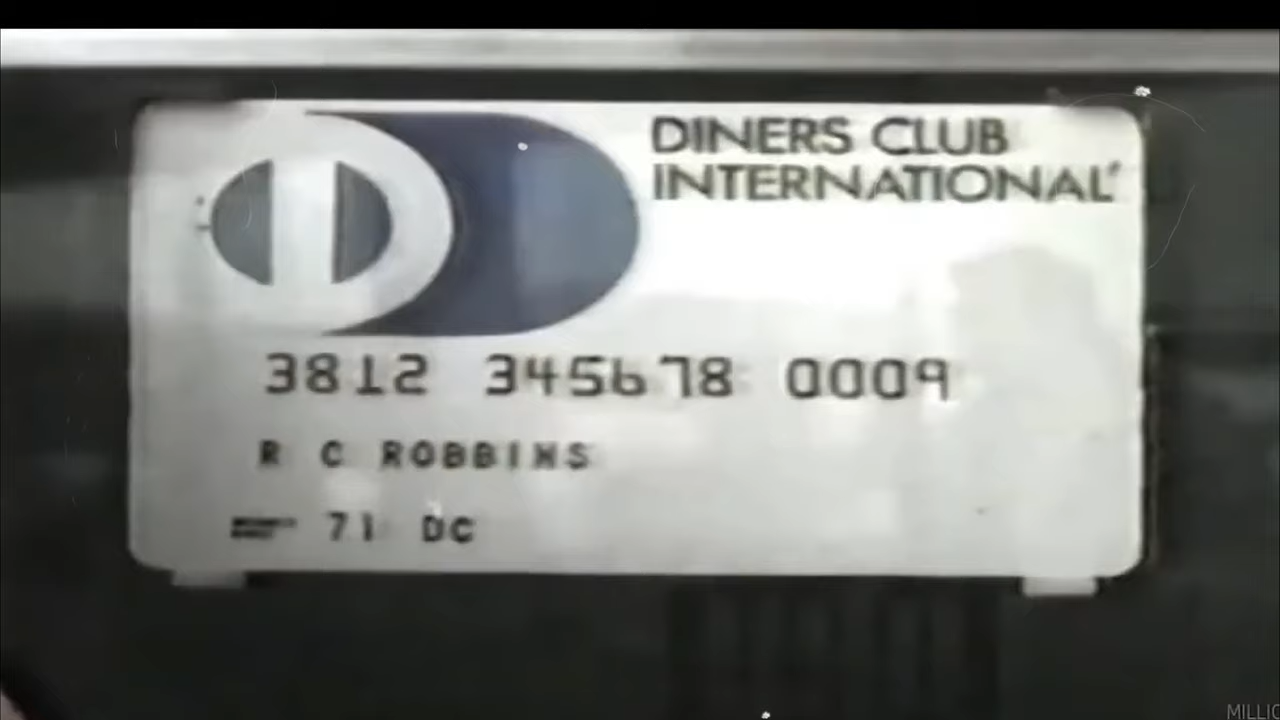 DINERS CLUB
INTERNATIONAL
3812 345678 0009
R C ROBBINS
71 DC